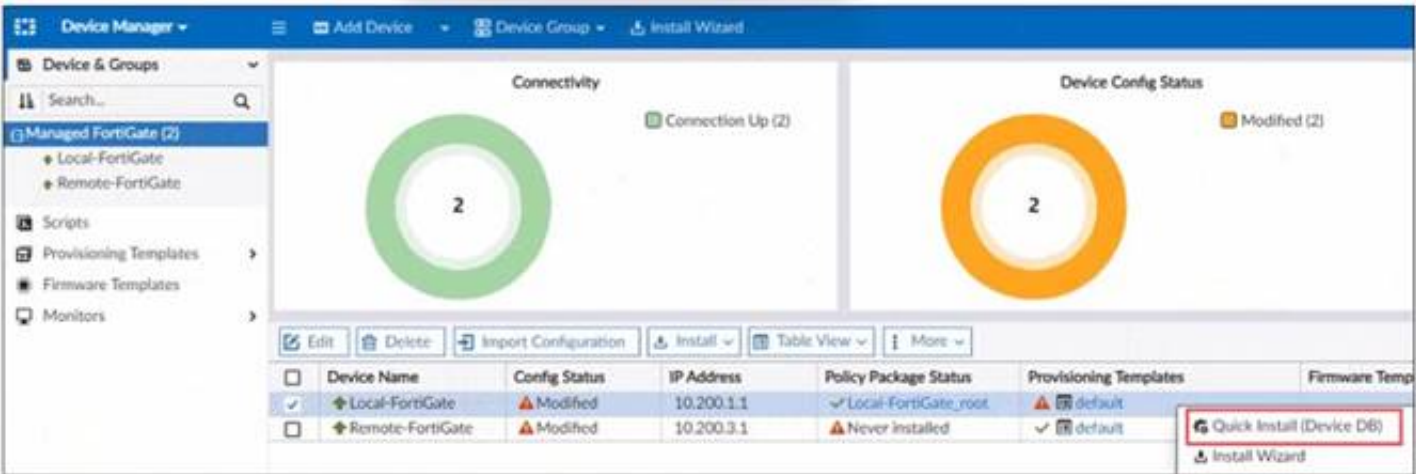 Device Manager
Add Device
Device Group
Install Wizard
Device & Groups
Search...
Managed FortiGate (2)
Local-FortiGate
Remote-FortiGate
Scripts
Provisioning Templates
Firmware Templates
Monitors
Connectivity
Connection Up (2)
2
Device Config Status
Modified (2)
2
Edit Delete Import Configuration Install Table View More
Device Name Config Status IP Address Policy Package Status Provisioning Templates Firmware Temp
Local-FortiGate Modified 10.200.1.1 Local-FortiGate_root default
Remote-FortiGate Modified 10.200.3.1 Never installed default
Quick Install (Device DB)
Install Wizard